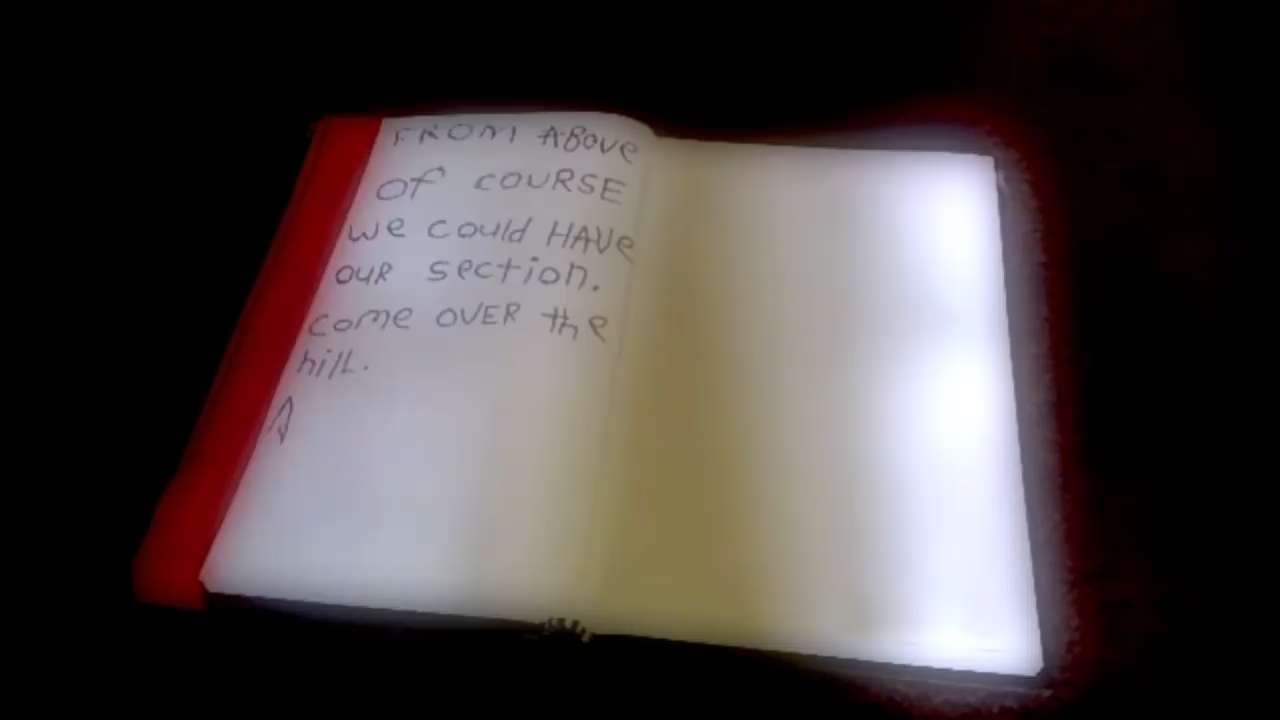 FROM ABOVe
of COURSE
we could HAVe
OUR section.
come OVER the
hill.